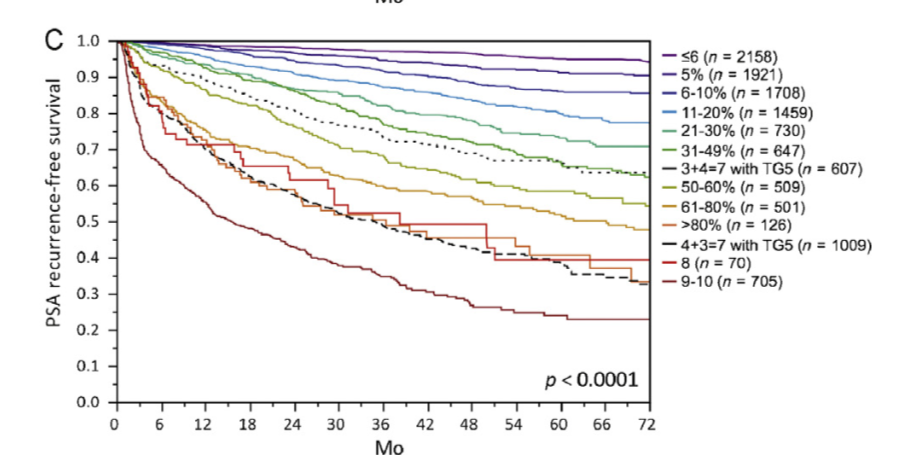 Mo
C
1.0
0.9
0.8
0.7
0.6
0.5
0.4
0.3
0.2
0.1
0.0
PSA recurrence-free survival
≤6 (n = 2158)
5% (n = 1921)
6-10% (n = 1708)
11-20% (n = 1459)
21-30% (n = 730)
31-49% (n = 647)
3+4=7 with TG5 (n = 607)
50-60% (n = 509)
61-80% (n = 501)
>80% (n = 126)
4+3=7 with TG5 (n = 1009)
8 (n = 70)
9-10 (n = 705)
p < 0.0001
0 6 12 18 24 30 36 42 48 54 60 66 72
Mo